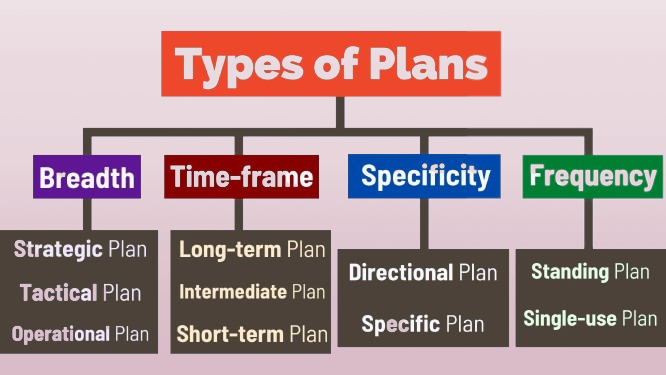 Types of Plans
Breadth
Time-frame
Specificity
Frequency
Strategic Plan
Tactical Plan
Operational Plan
Long-term Plan
Intermediate Plan
Short-term Plan
Directional Plan
Specific Plan
Standing Plan
Single-use Plan